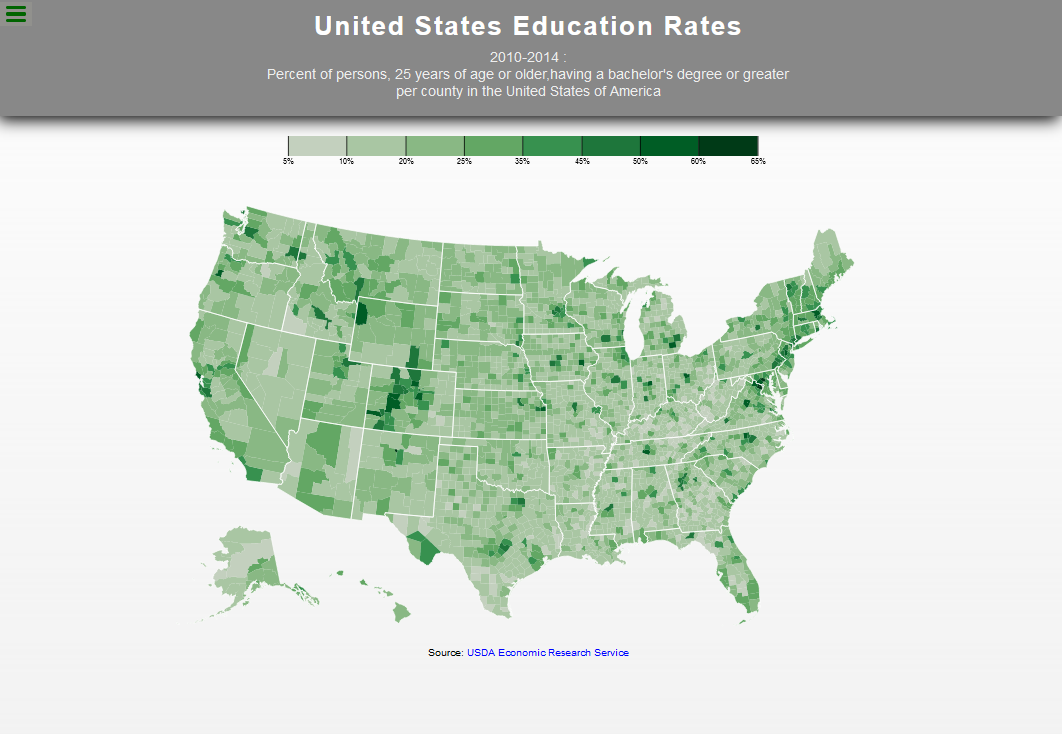 United States Education Rates
2010-2014 :
Percent of persons, 25 years of age or older,having a bachelor's degree or greater
per county in the United States of America
5% 10% 20% 25% 35% 45% 50% 60% 65%
Source: USDA Economic Research Service